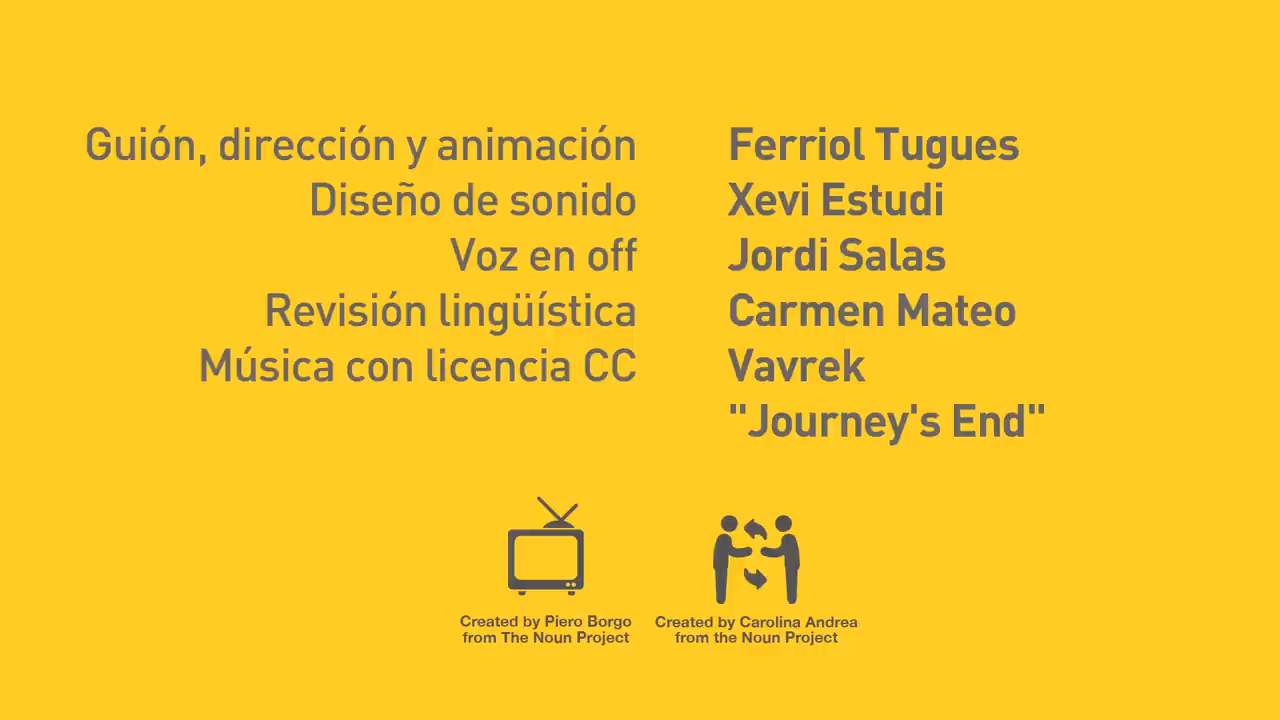 Guión, dirección y animación Ferriol Tugues
Diseño de sonido Xevi Estudi
Voz en off Jordi Salas
Revisión lingüística Carmen Mateo
Música con licencia CC Vavrek
"Journey's End"
Created by Piero Borgo
from The Noun Project
Created by Carolina Andrea
from the Noun Project